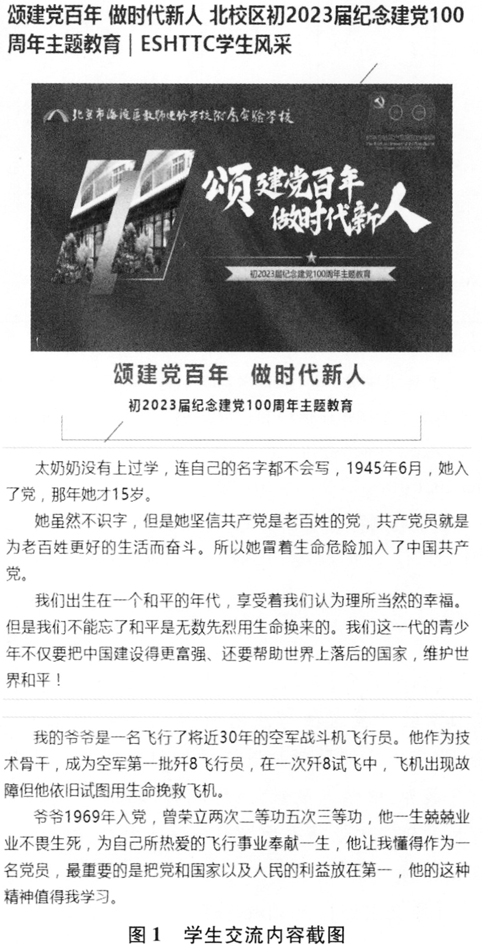 颂建党百年 做时代新人 北校区初2023届纪念建党100
周年主题教育｜ESHTTC学生风采
北京市海淀区教师进修学校附属实验学校
颂建党百年
做时代新人
初2023届纪念建党100周年主题教育
颂建党百年 做时代新人
初2023届纪念建党100周年主题教育
太奶奶没有上过学，连自己的名字都不会写，1945年6月，她入
了党，那年她才15岁。
她虽然不识字，但是她坚信共产党是老百姓的党，共产党员就是
为老百姓更好的生活而奋斗。所以她冒着生命危险加入了中国共产
党。
我们出生在一个和平的年代，享受着我们认为理所当然的幸福。
但是我们不能忘了和平是无数先烈用生命换来的。我们这一代的青少
年不仅要把中国建设得更富强、还要帮助世界上落后的国家，维护世
界和平！
我的爷爷是一名飞行了将近30年的空军战斗机飞行员。他作为技
术骨干，成为空军第一批歼8飞行员，在一次歼8试飞中，飞机出现故
障但他依旧试图用生命挽救飞机。
爷爷1969年入党，曾荣立两次二等功五次三等功，他一生兢兢业
业不畏生死，为自己所热爱的飞行事业奉献一生，他让我懂得作为一
名党员，最重要的是把党和国家以及人民的利益放在第一，他的这种
精神值得我学习。
图1 学生交流内容截图